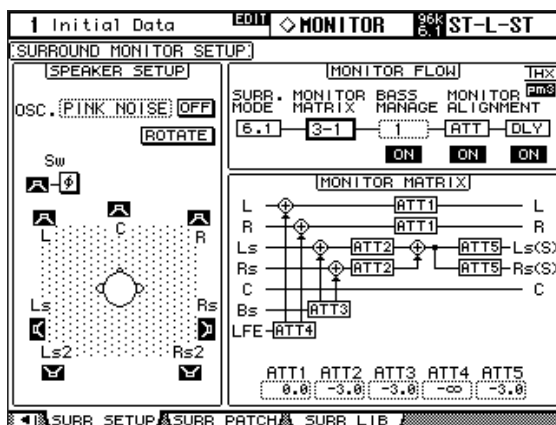 1 Initial Data EDIT ◇MONITOR 96k 6.1 ST-L-ST
SURROUND MONITOR SETUP
SPEAKER SETUP
OSC. PINK NOISE OFF
ROTATE
Sw
ϕ
L C R
Ls Rs
Ls2 Rs2
MONITOR FLOW THX pm3
SURR. MODE MONITOR MATRIX BASS MANAGE MONITOR ALIGNMENT
6.1 3-1 1 ATT DLY
ON ON ON
MONITOR MATRIX
L ATT1 L
R ATT1 R
Ls ATT2 ATT5 Ls(S)
Rs ATT2 ATT5 Rs(S)
C C
Bs ATT3
LFE ATT4
ATT1 ATT2 ATT3 ATT4 ATT5
0.0 -3.0 -3.0 -∞ -3.0
SURR SETUP SURR PATCH SURR LIB